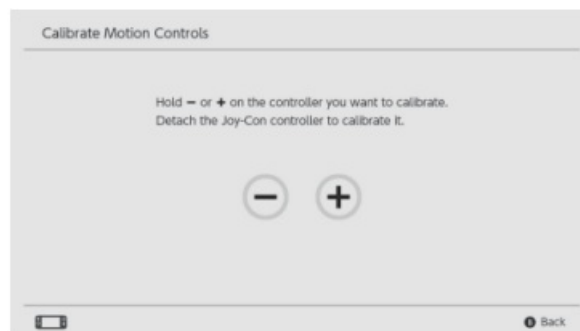 Calibrate Motion Controls
Hold − or + on the controller you want to calibrate.
Detach the Joy-Con controller to calibrate it.
− +
B Back